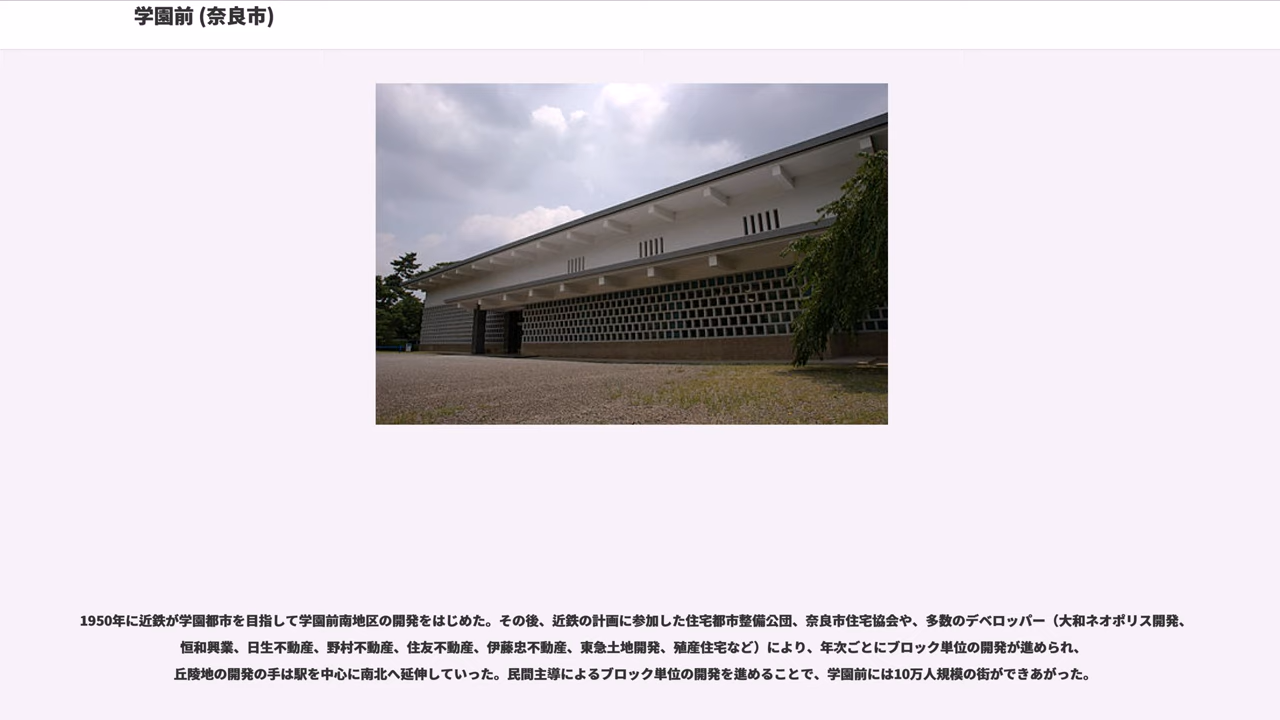 学園前 (奈良市)
1950年に近鉄が学園都市を目指して学園前南地区の開発をはじめた。その後、近鉄の計画に参加した住宅都市整備公団、奈良市住宅協会や、多数のデベロッパー（大和ネオポリス開発、
恒和興業、日生不動産、野村不動産、住友不動産、伊藤忠不動産、東急土地開発、殖産住宅など）により、年次ごとにブロック単位の開発が進められ、
丘陵地の開発の手は駅を中心に南北へ延伸していった。民間主導によるブロック単位の開発を進めることで、学園前には10万人規模の街ができあがった。